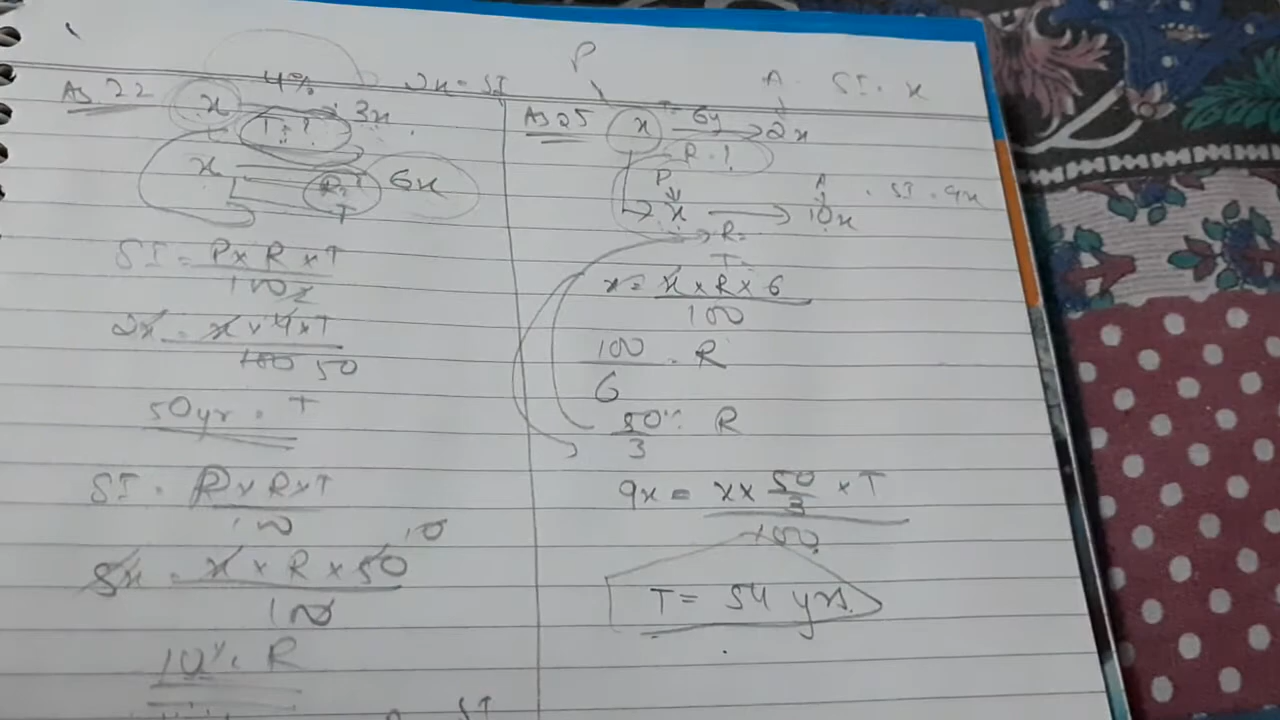 As 22
4%
2x = SI
x → 3x
T = ?
x → 6x
R = ?
T
SI = P x R x T
100
2x = x x 4 x T
100 50
50yr = T
SI = P x R x T
100
5x = x x R x 50 10
100
10% = R
SI
P
A
SI = x
As 25
x 6y → 2x
R = ?
P
A
x → 10x
SI = 9x
R =
T =
x = x x R x 6
100
100 = R
6
50% = R
3
9x = x x 50 x T
3
100
T = 54 yrs.